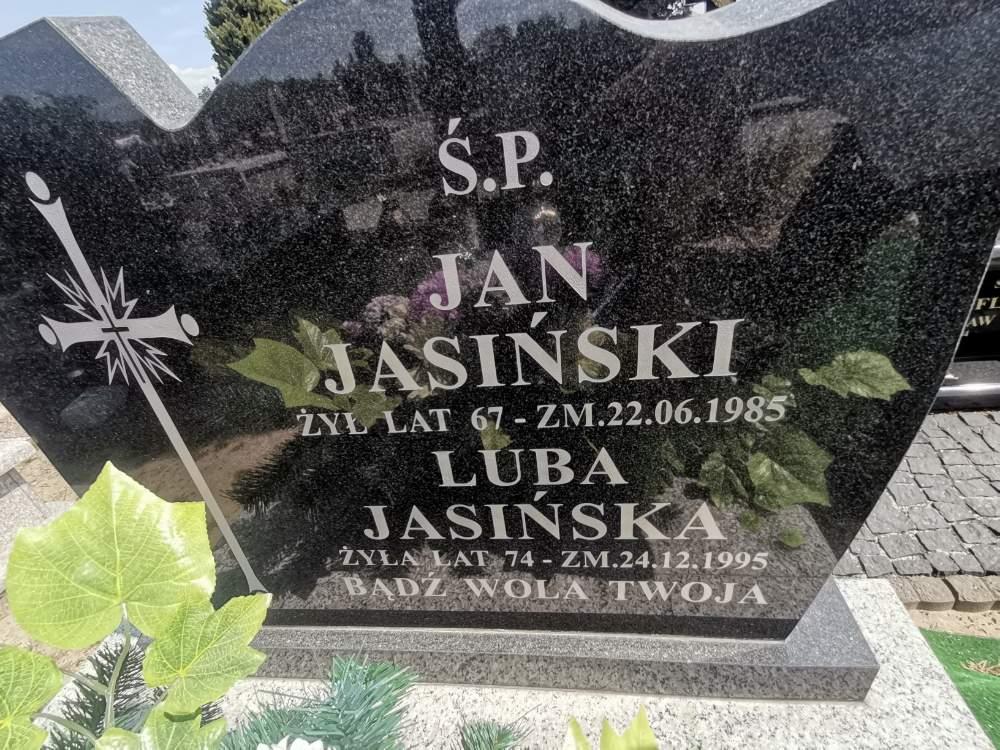 Ś.P.
JAN
JASIŃSKI
ŻYŁ LAT 67 - ZM.22.06.1985
LUBA
JASIŃSKA
ŻYŁA LAT 74 - ZM.24.12.1995
BĄDŹ WOLA TWOJA